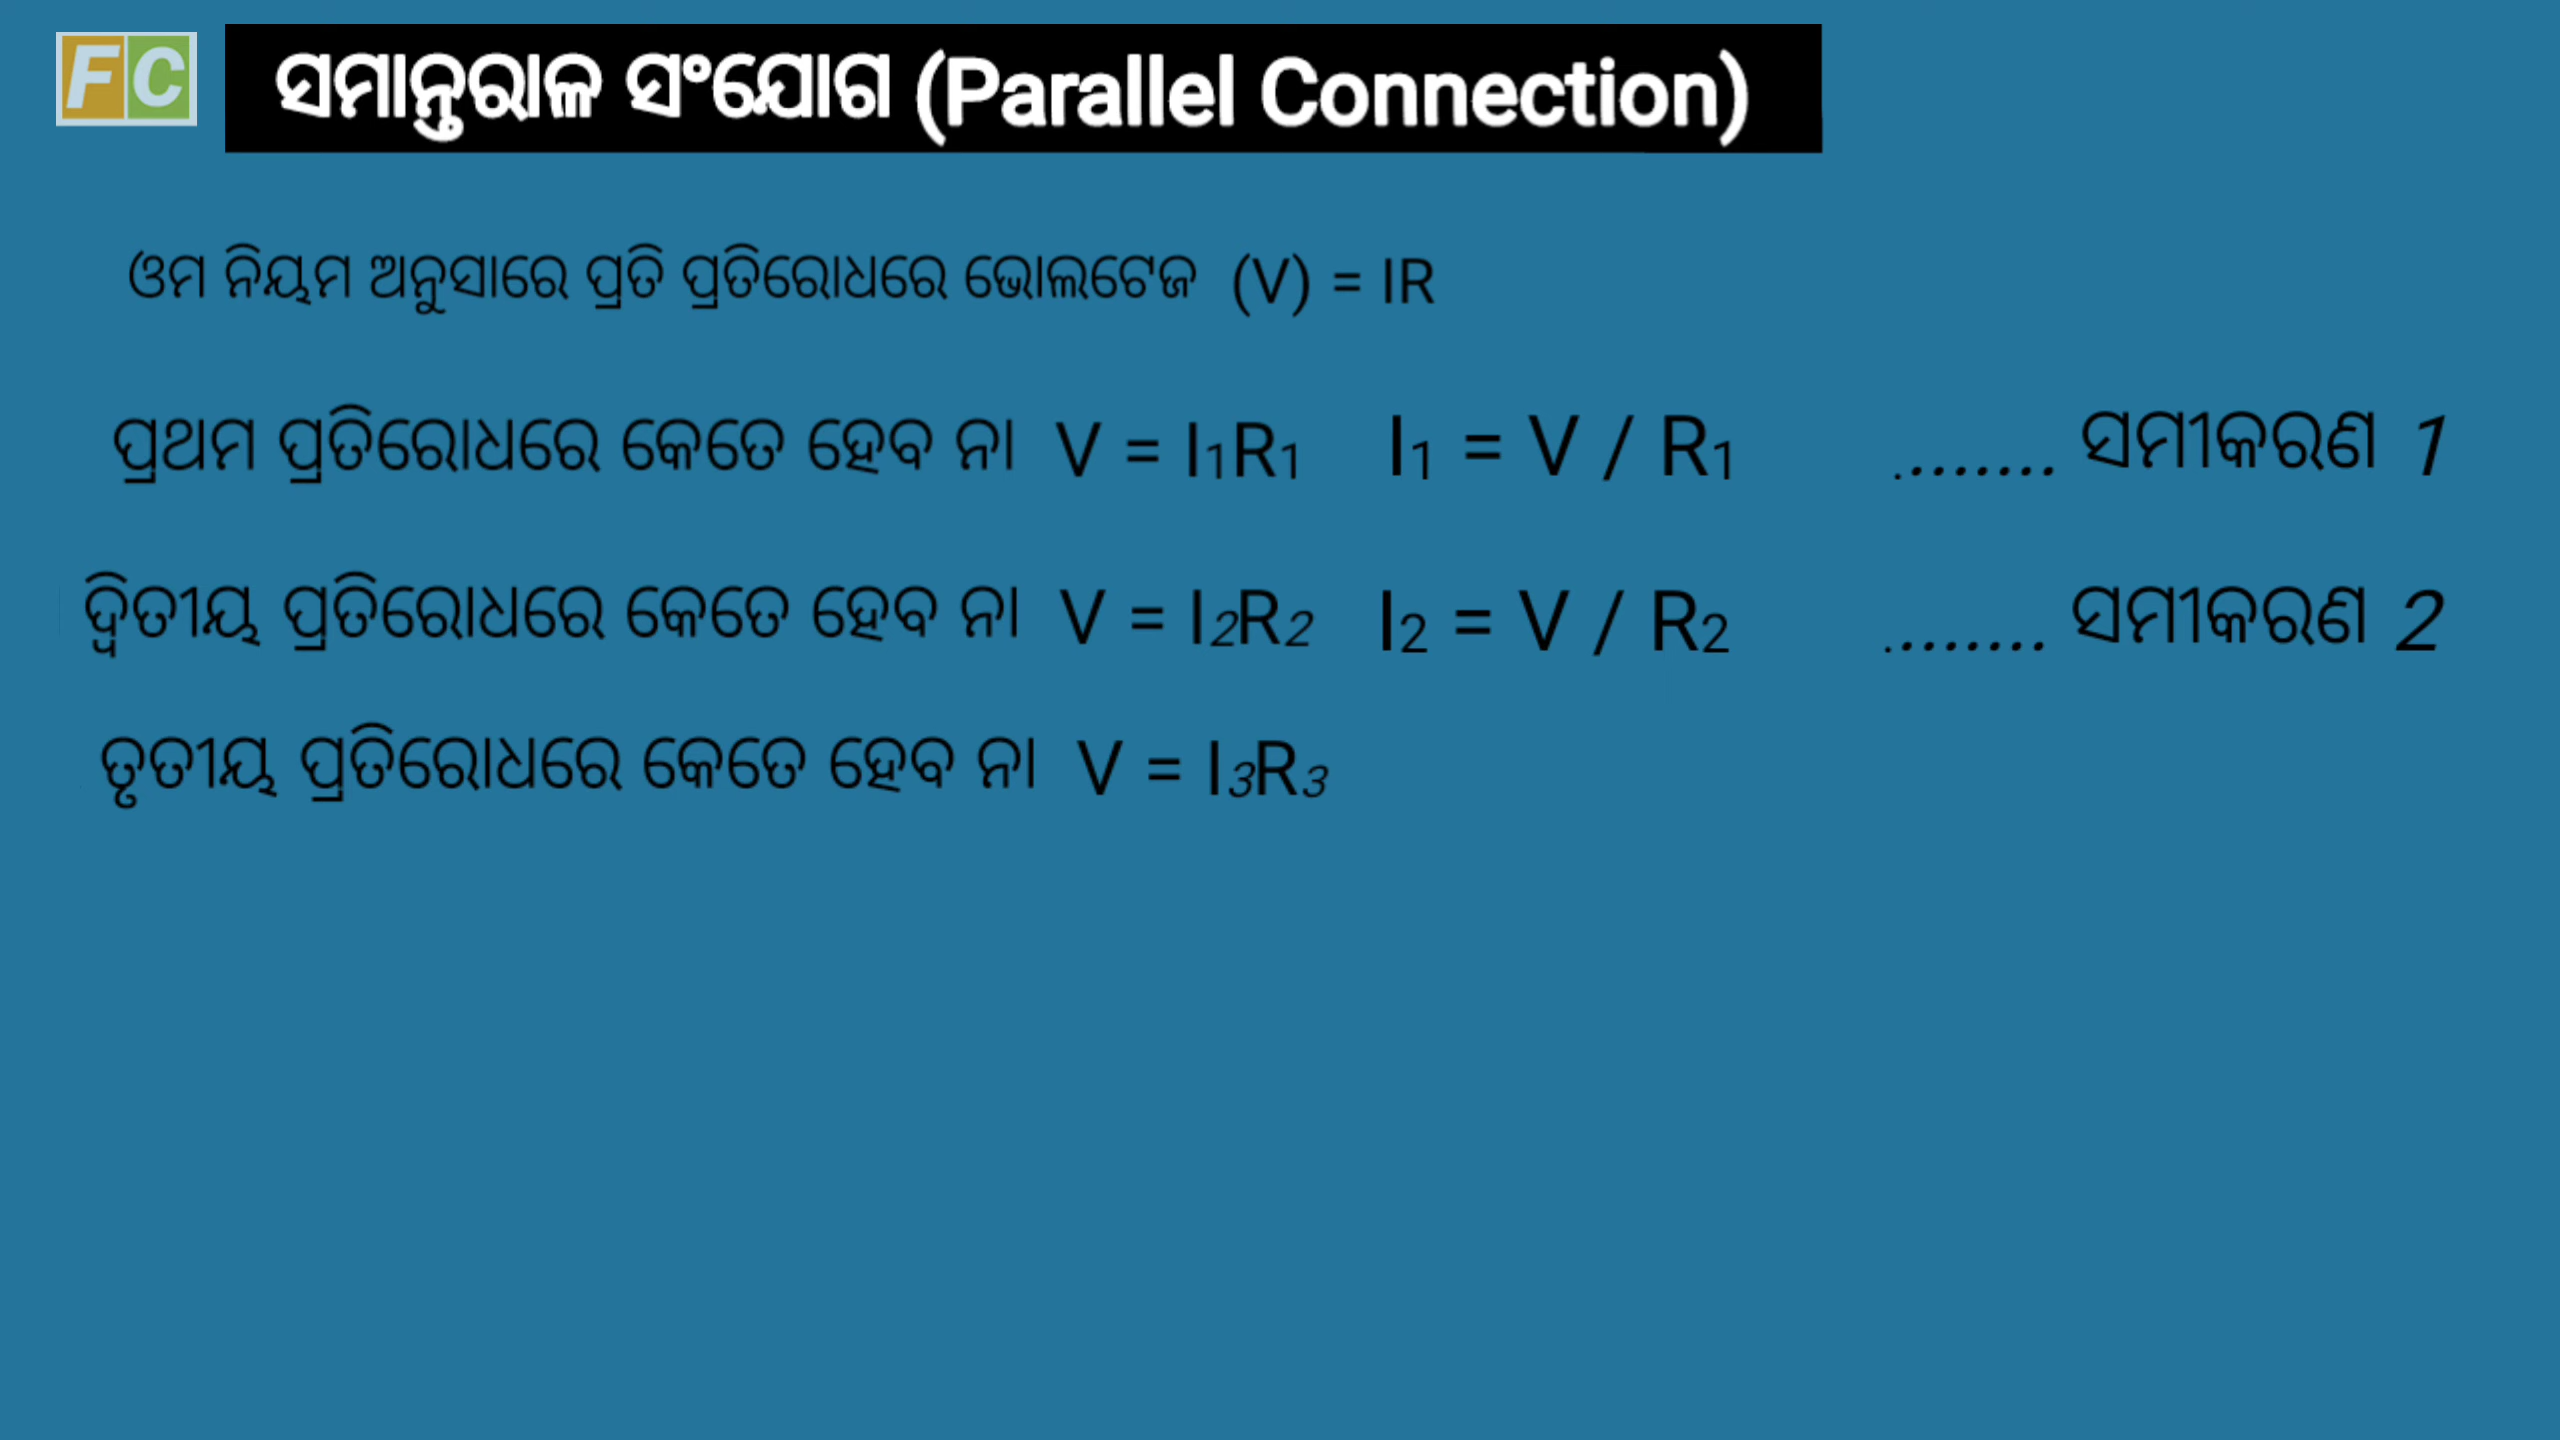 FC
ସମାନ୍ତରାଳ ସଂଯୋଗ (Parallel Connection)
ଓମ ନିୟମ ଅନୁସାରେ ପ୍ରତି ପ୍ରତିରୋଧରେ ଭୋଲଟେଜ (V) = IR
ପ୍ରଥମ ପ୍ରତିରୋଧରେ କେତେ ହେବ ନା V = I₁R₁ I₁ = V / R₁ ........ ସମୀକରଣ 1
ଦ୍ଵିତୀୟ ପ୍ରତିରୋଧରେ କେତେ ହେବ ନା V = I₂R₂ I₂ = V / R₂ ........ ସମୀକରଣ 2
ତୃତୀୟ ପ୍ରତିରୋଧରେ କେତେ ହେବ ନା V = I₃R₃